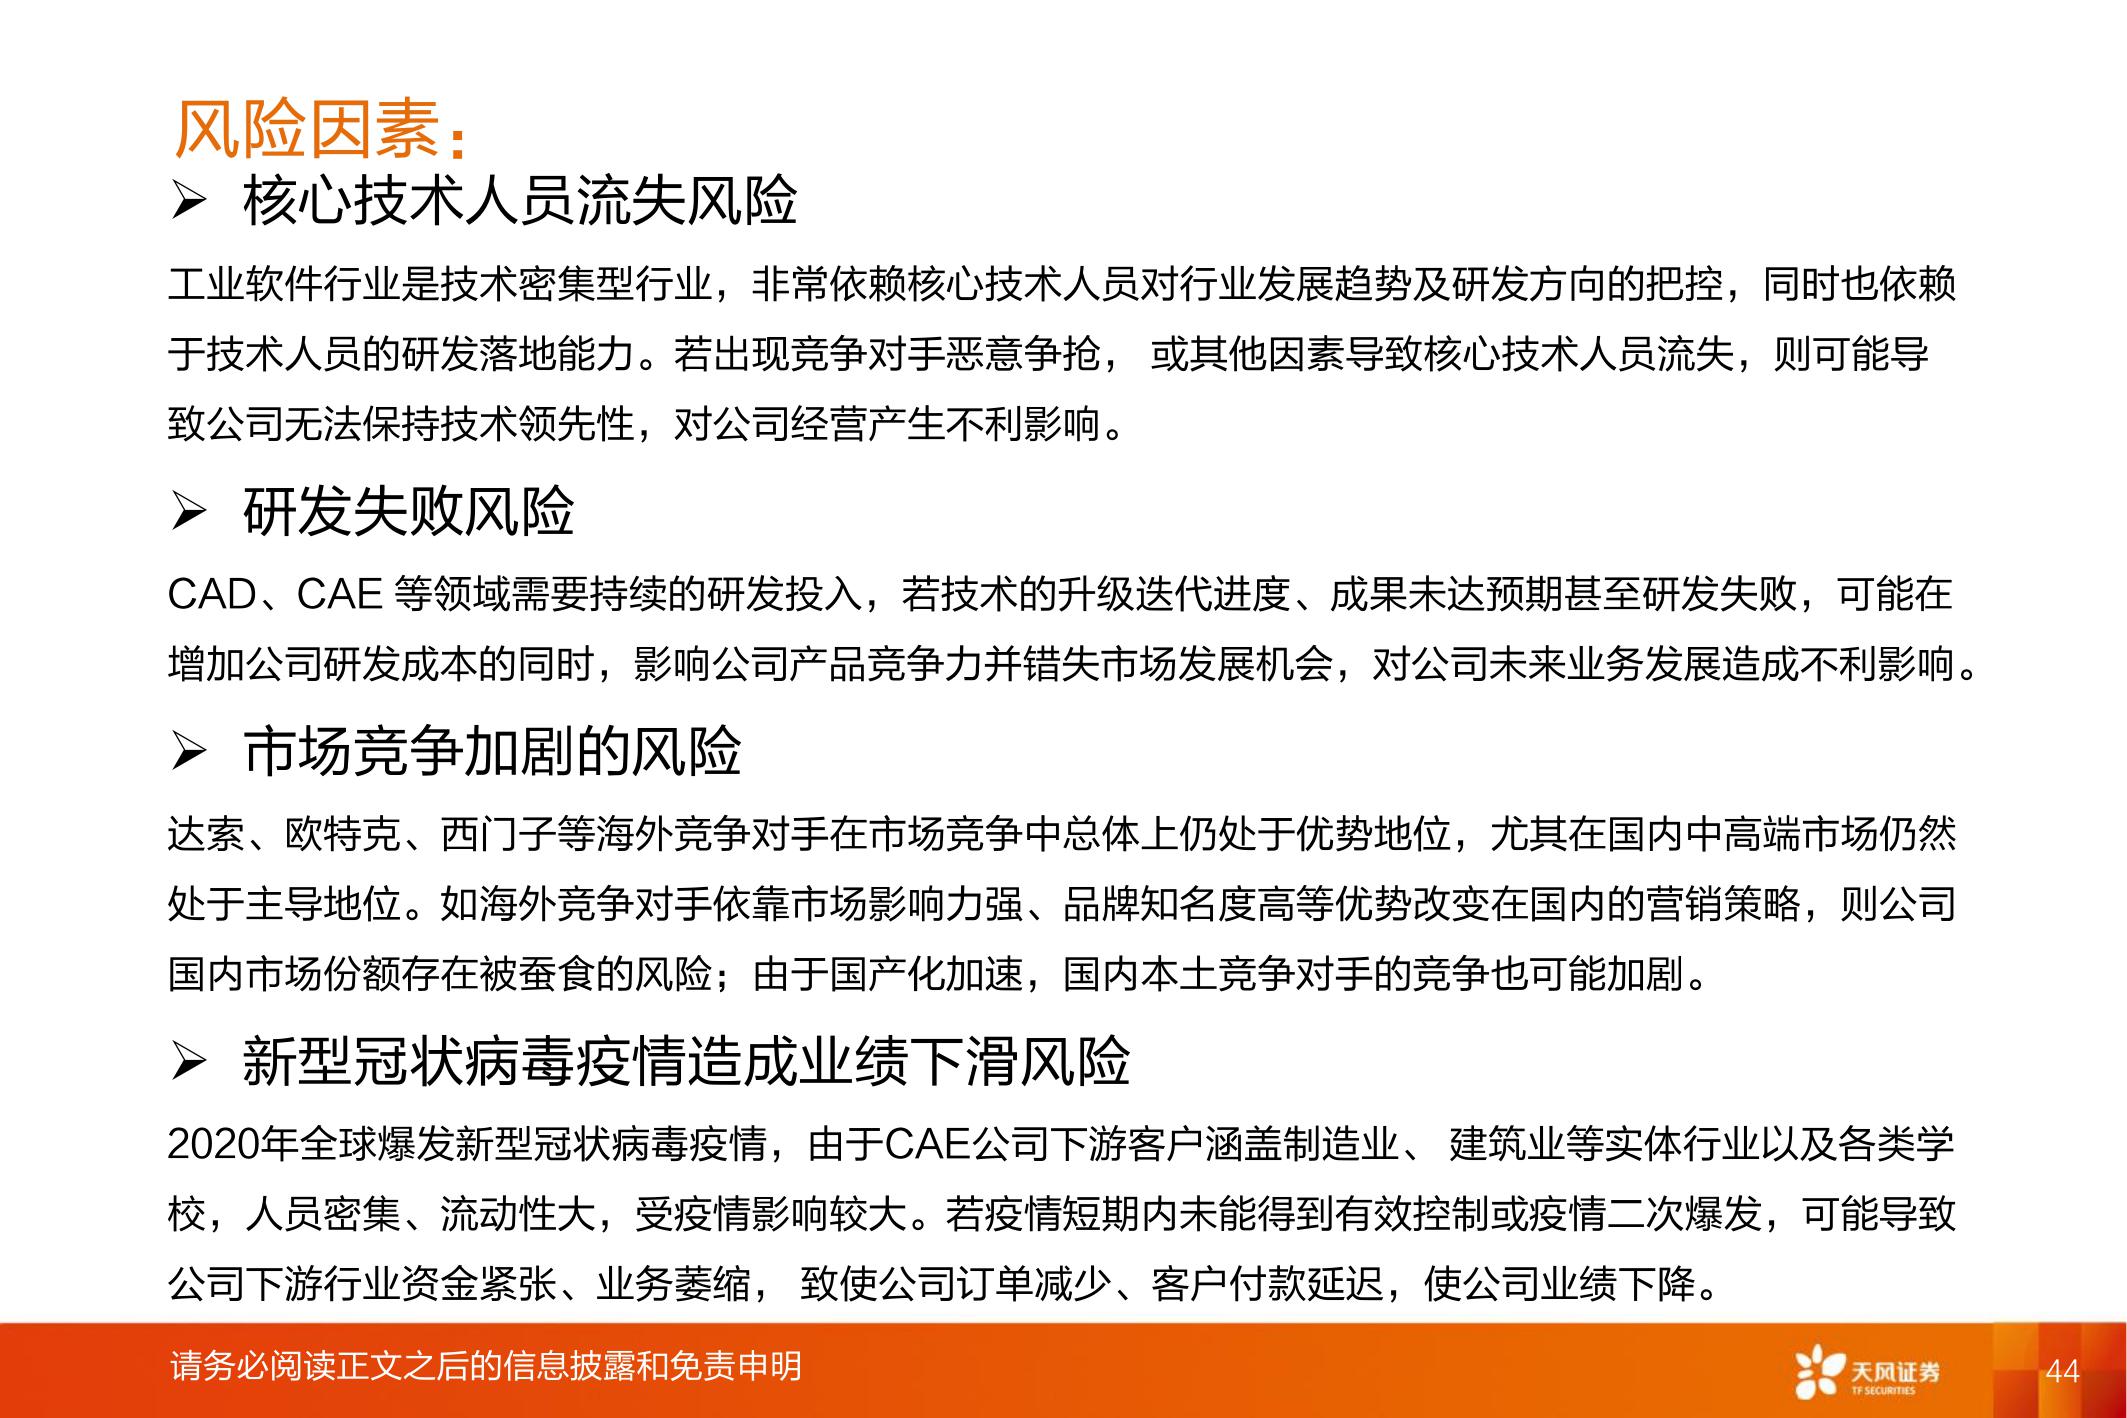 风险因素：
➢ 核心技术人员流失风险
工业软件行业是技术密集型行业，非常依赖核心技术人员对行业发展趋势及研发方向的把控，同时也依赖
于技术人员的研发落地能力。若出现竞争对手恶意争抢， 或其他因素导致核心技术人员流失，则可能导
致公司无法保持技术领先性，对公司经营产生不利影响。
➢ 研发失败风险
CAD、CAE 等领域需要持续的研发投入，若技术的升级迭代进度、成果未达预期甚至研发失败，可能在
增加公司研发成本的同时，影响公司产品竞争力并错失市场发展机会，对公司未来业务发展造成不利影响。
➢ 市场竞争加剧的风险
达索、欧特克、西门子等海外竞争对手在市场竞争中总体上仍处于优势地位，尤其在国内中高端市场仍然
处于主导地位。如海外竞争对手依靠市场影响力强、品牌知名度高等优势改变在国内的营销策略，则公司
国内市场份额存在被蚕食的风险；由于国产化加速，国内本土竞争对手的竞争也可能加剧。
➢ 新型冠状病毒疫情造成业绩下滑风险
2020年全球爆发新型冠状病毒疫情，由于CAE公司下游客户涵盖制造业、 建筑业等实体行业以及各类学
校，人员密集、流动性大，受疫情影响较大。若疫情短期内未能得到有效控制或疫情二次爆发，可能导致
公司下游行业资金紧张、业务萎缩， 致使公司订单减少、客户付款延迟，使公司业绩下降。
请务必阅读正文之后的信息披露和免责申明
天风证券
TF SECURITIES
44